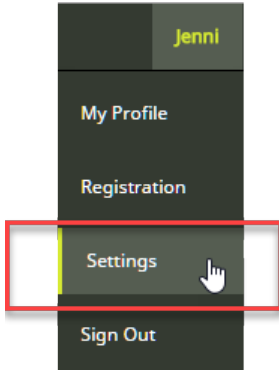 Jenni
My Profile
Registration
Settings
Sign Out